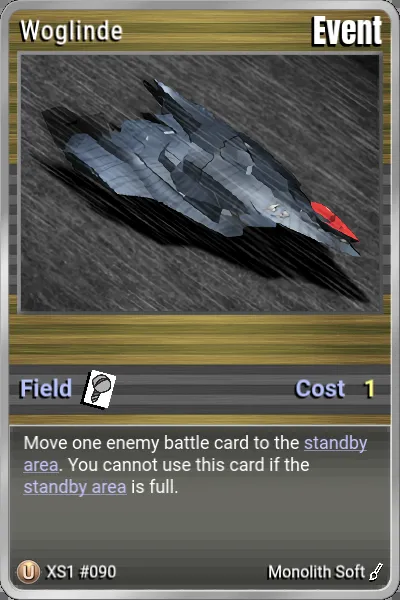 Woglinde Event
Field Cost 1
Move one enemy battle card to the standby
area. You cannot use this card if the
standby area is full.
U XS1 #090 Monolith Soft